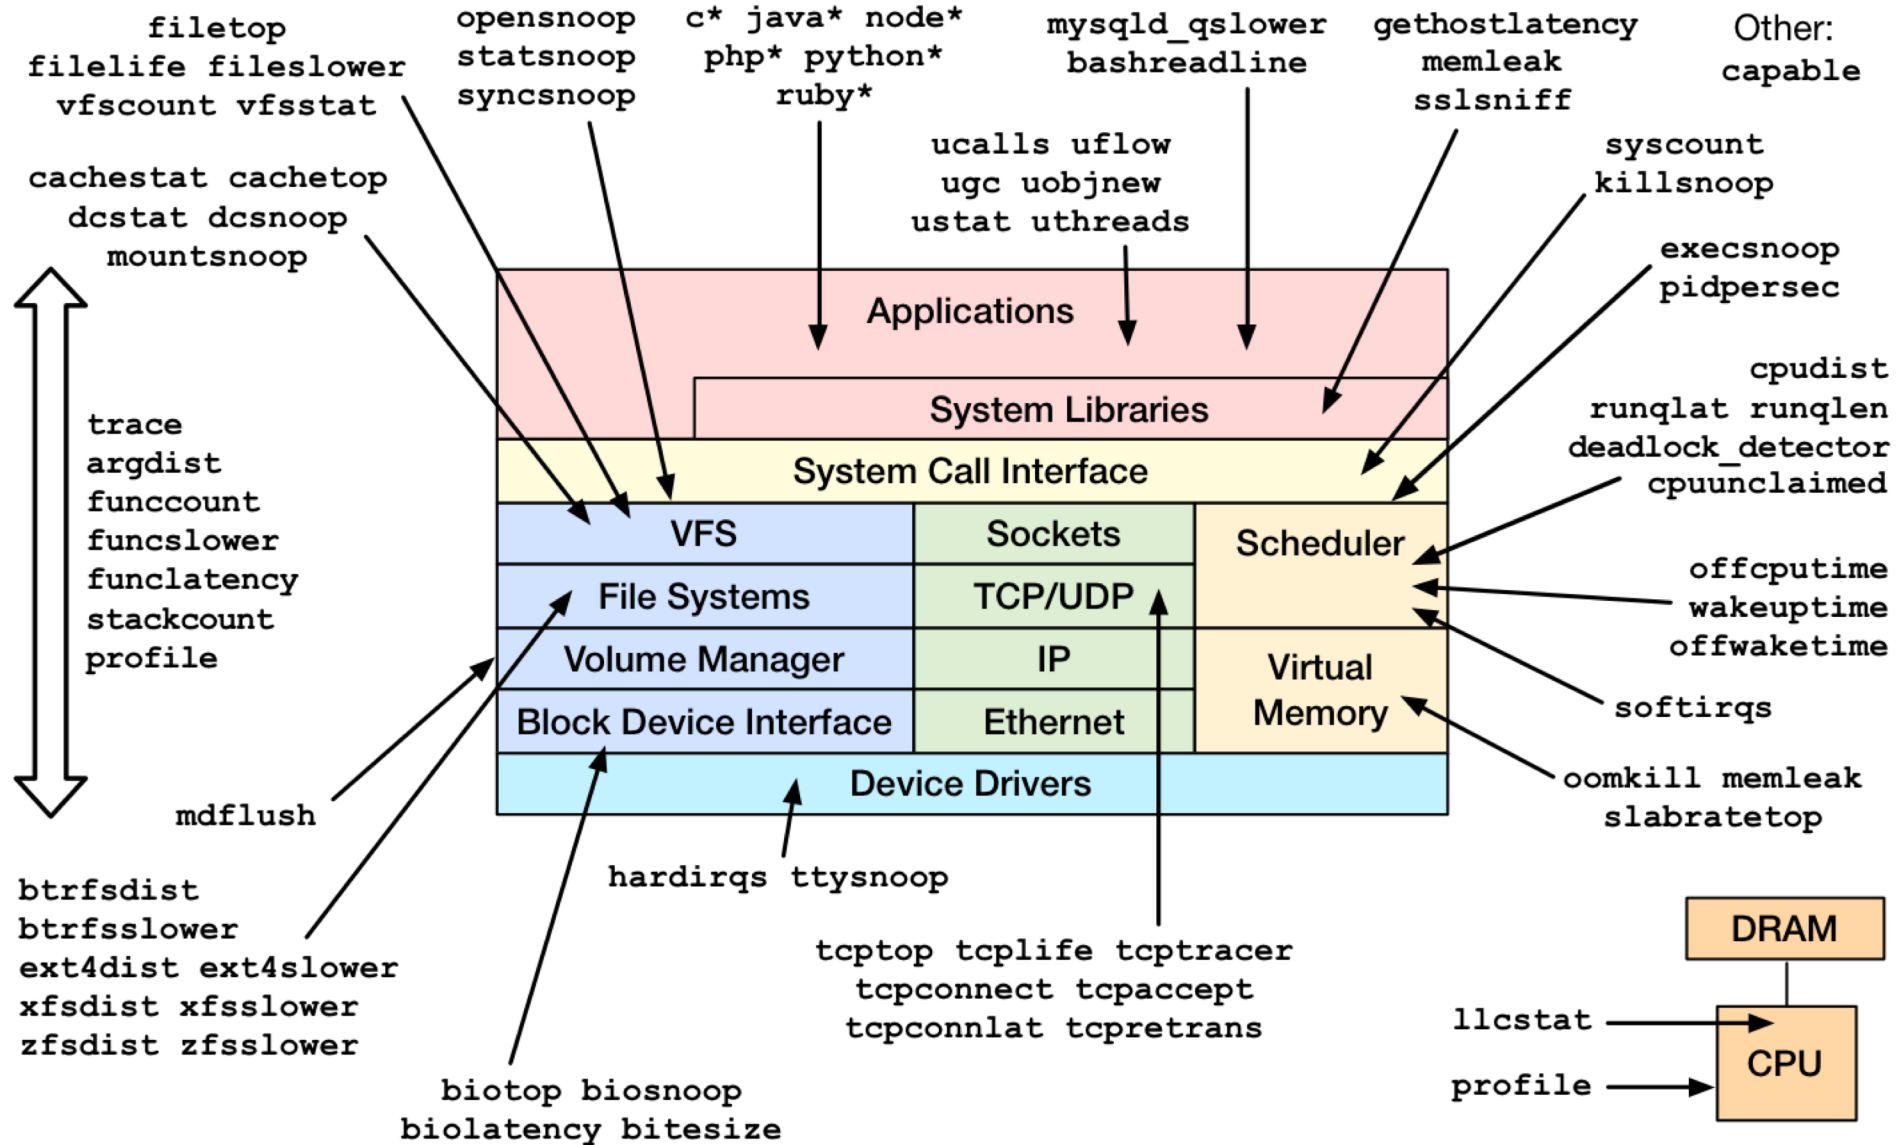 filetop
filelife fileslower
vfscount vfsstat
opensnoop
statsnoop
syncsnoop
c* java* node*
php* python*
ruby*
mysqld_qslower
bashreadline
gethostlatency
memleak
sslsniff
Other:
capable
cachestat cachetop
dcstat dcsnoop
mountsnoop
ucalls uflow
ugc uobjnew
ustat uthreads
syscount
killsnoop
execsnoop
pidpersec
trace
argdist
funccount
funcslower
funclatency
stackcount
profile
Applications
System Libraries
System Call Interface
VFS
File Systems
Volume Manager
Block Device Interface
Sockets
TCP/UDP
IP
Ethernet
Scheduler
Virtual
Memory
Device Drivers
cpudist
runqlat runqlen
deadlock_detector
cpuunclaimed
offcputime
wakeuptime
offwaketime
softirqs
oomkill memleak
slabratetop
mdflush
btrfsdist
btrfsslower
ext4dist ext4slower
xfsdist xfsslower
zfsdist zfsslower
hardirqs ttysnoop
biotop biosnoop
biolatency bitesize
tcptop tcplife tcptracer
tcpconnect tcpaccept
tcpconnlat tcpretrans
DRAM
llcstat
CPU
profile